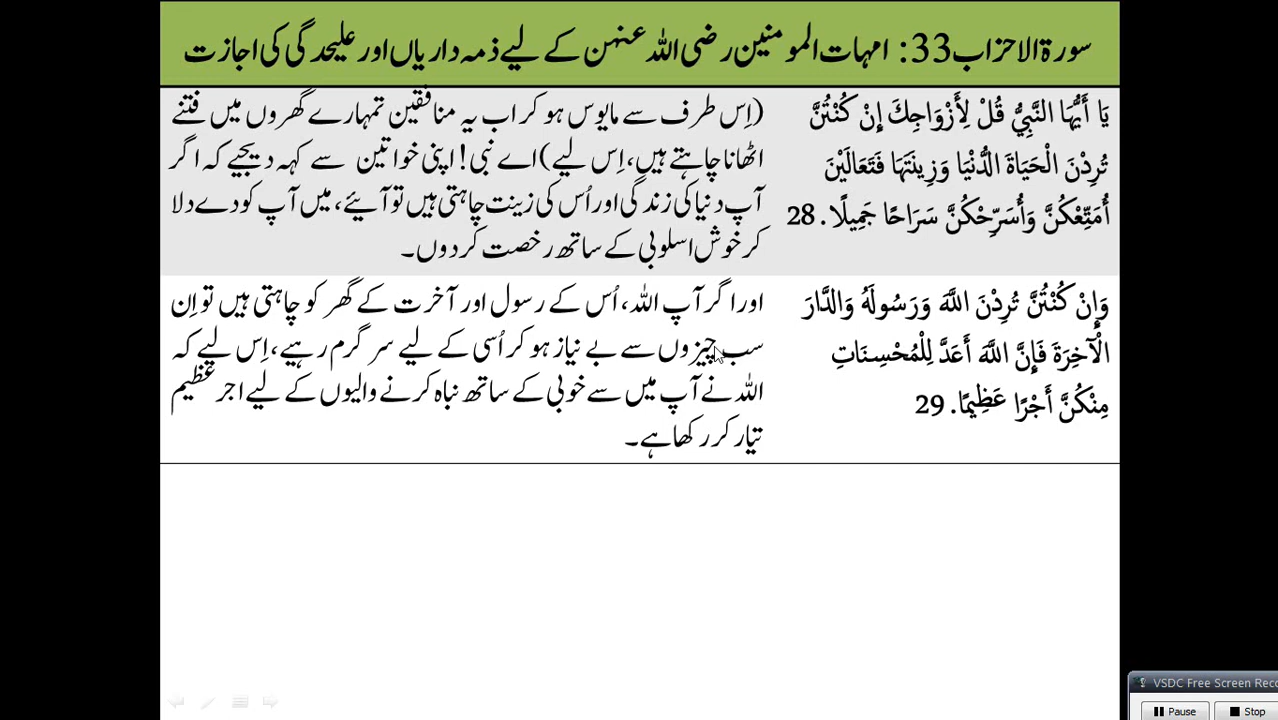 سورۃ الاحزاب 33: امہات المومنین رضی اللہ عنہن کے لیے ذمہ داریاں اور علیحدگی کی اجازت
يَا أَيُّهَا النَّبِيُّ قُلْ لِأَزْوَاجِكَ إِنْ كُنْتُنَّ
تُرِدْنَ الْحَيَاةَ الدُّنْيَا وَزِينَتَهَا فَتَعَالَيْنَ
أُمَتِّعْكُنَّ وَأُسَرِّحْكُنَّ سَرَاحًا جَمِيلًا. 28
(اِس طرف سے مایوس ہو کر اب یہ منافقین تمہارے گھروں میں فتنے
اٹھانا چاہتے ہیں، اِس لیے) اے نبی! اپنی خواتین سے کہہ دیجیے کہ اگر
آپ دنیا کی زندگی اور اُس کی زینت چاہتی ہیں تو آیئے، میں آپ کو دے دلا
کر خوش اسلوبی کے ساتھ رخصت کر دوں۔
وَإِنْ كُنْتُنَّ تُرِدْنَ اللَّهَ وَرَسُولَهُ وَالدَّارَ
الْآخِرَةَ فَإِنَّ اللَّهَ أَعَدَّ لِلْمُحْسِنَاتِ
مِنْكُنَّ أَجْرًا عَظِيمًا. 29
اور اگر آپ اللہ، اُس کے رسول اور آخرت کے گھر کو چاہتی ہیں تو اِن
سب چیزوں سے بے نیاز ہو کر اُسی کے لیے سر گرم رہیے، اِس لیے کہ
اللہ نے آپ میں سے خوبی کے ساتھ نباہ کرنے والیوں کے لیے اجر عظیم
تیار کر رکھا ہے۔
VSDC Free Screen Reco
Pause Stop